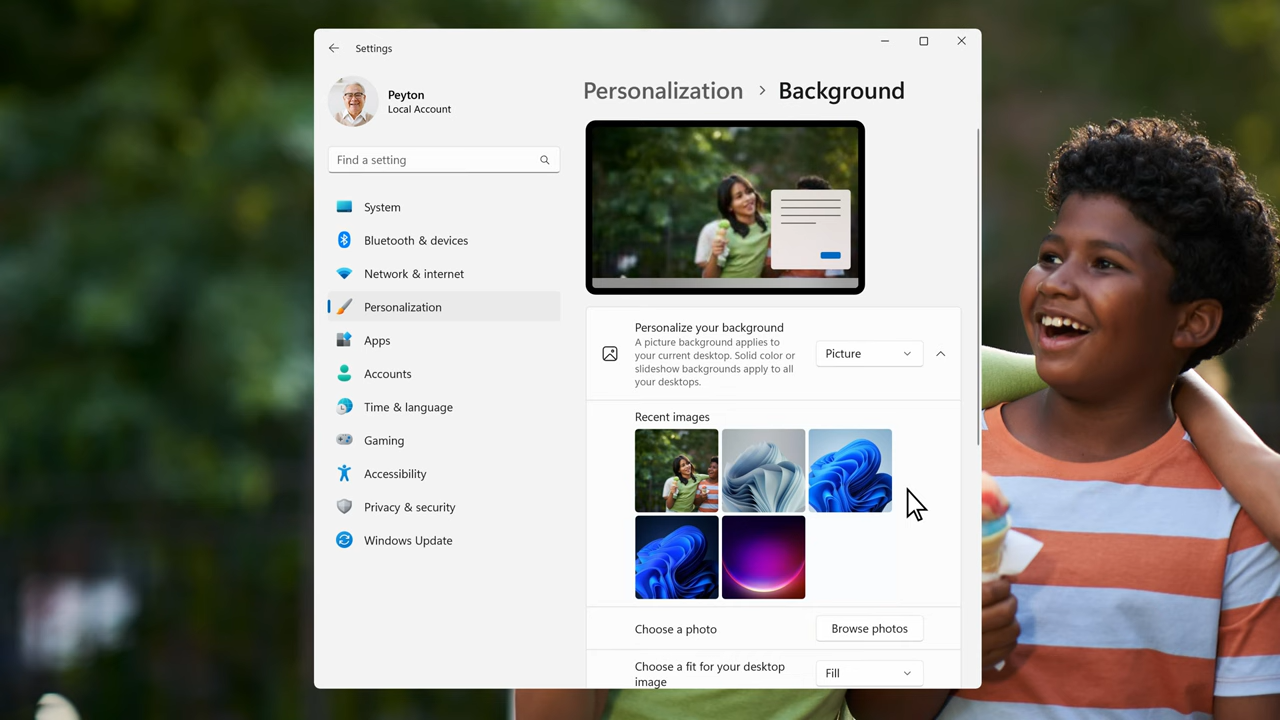 Settings
Peyton
Local Account
Find a setting
System
Bluetooth & devices
Network & internet
Personalization
Apps
Accounts
Time & language
Gaming
Accessibility
Privacy & security
Windows Update
Personalization > Background
Personalize your background
A picture background applies to
your current desktop. Solid color or
slideshow backgrounds apply to all
your desktops.
Picture
Recent images
Choose a photo
Browse photos
Choose a fit for your desktop
image
Fill